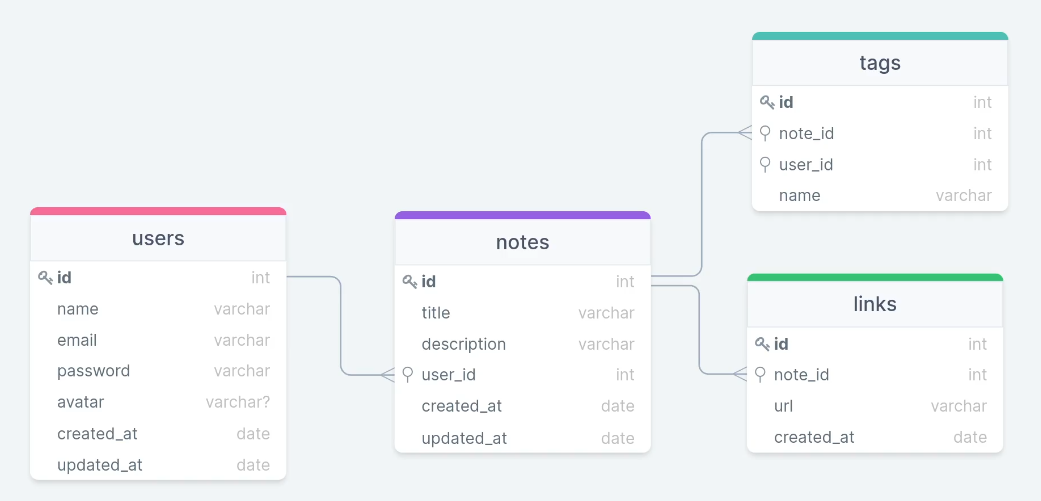 users
id int
name varchar
email varchar
password varchar
avatar varchar?
created_at date
updated_at date
notes
id int
title varchar
description varchar
user_id int
created_at date
updated_at date
tags
id int
note_id int
user_id int
name varchar
links
id int
note_id int
url varchar
created_at date